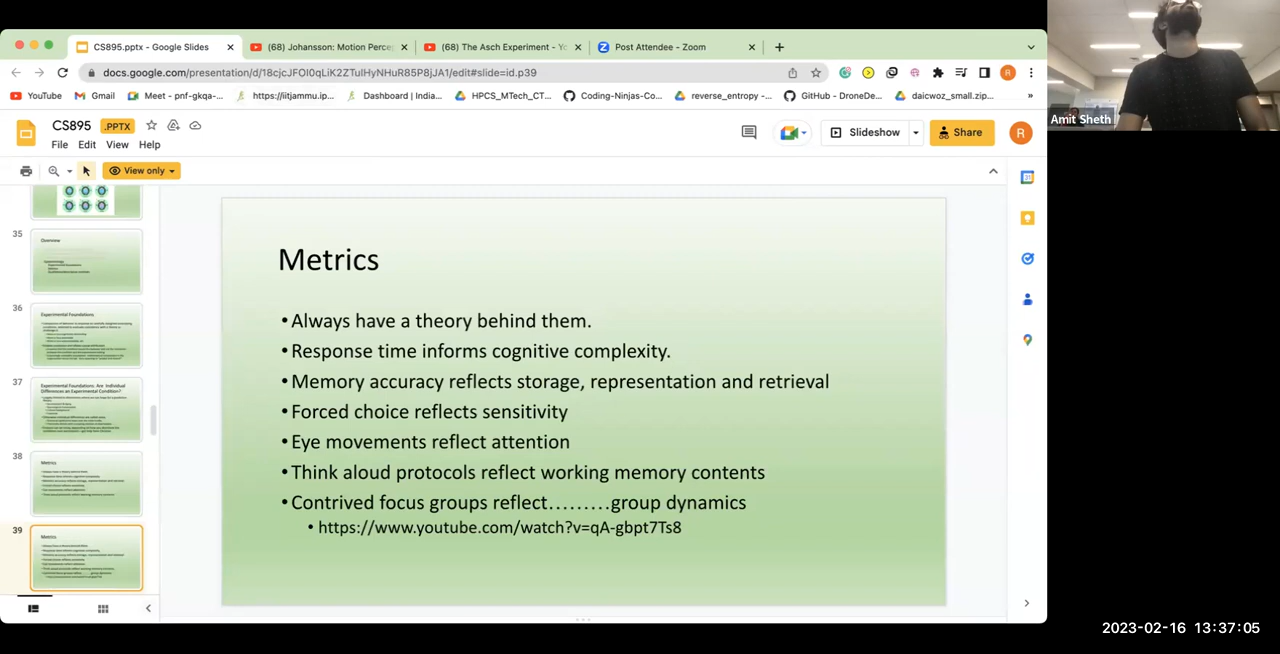 CS895.pptx - Google Slides
(68) Johansson: Motion Perce
(68) The Asch Experiment - Yo
Post Attendee - Zoom
docs.google.com/presentation/d/18cjcJFOI0qLiK2ZTulHyNHuR85P8jJA1/edit#slide=id.p39
R
YouTube
Gmail
Meet - pnf-gkqa-...
https://iitjammu.ip...
Dashboard | India...
HPCS_MTech_CT...
Coding-Ninjas-Co...
reverse_entropy -...
GitHub - DroneDe...
daicwoz_small.zip...
»
Amit Sheth
CS895 .PPTX
File Edit View Help
Slideshow
Share
R
View only
35
Overview
36
Experimental Foundations
37
Experimental Foundations: Are Individual
Differences an Experimental Condition?
38
Metrics
39
Metrics
Metrics
• Always have a theory behind them.
• Response time informs cognitive complexity.
• Memory accuracy reflects storage, representation and retrieval
• Forced choice reflects sensitivity
• Eye movements reflect attention
• Think aloud protocols reflect working memory contents
• Contrived focus groups reflect………group dynamics
• https://www.youtube.com/watch?v=qA-gbpt7Ts8
2023-02-16 13:37:05